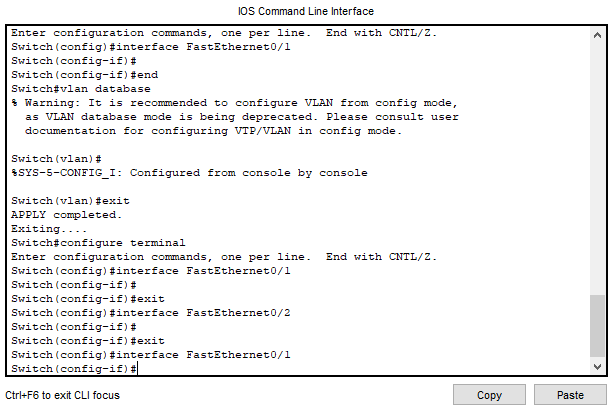 IOS Command Line Interface
Enter configuration commands, one per line.  End with CNTL/Z.
Switch(config)#interface FastEthernet0/1
Switch(config-if)#
Switch(config-if)#end
Switch#vlan database
% Warning: It is recommended to configure VLAN from config mode,
  as VLAN database mode is being deprecated. Please consult user
  documentation for configuring VTP/VLAN in config mode.

Switch(vlan)#
%SYS-5-CONFIG_I: Configured from console by console

Switch(vlan)#exit
APPLY completed.
Exiting....
Switch#configure terminal
Enter configuration commands, one per line.  End with CNTL/Z.
Switch(config)#interface FastEthernet0/1
Switch(config-if)#
Switch(config-if)#exit
Switch(config)#interface FastEthernet0/2
Switch(config-if)#
Switch(config-if)#exit
Switch(config)#interface FastEthernet0/1
Switch(config-if)#
Ctrl+F6 to exit CLI focus
Copy
Paste